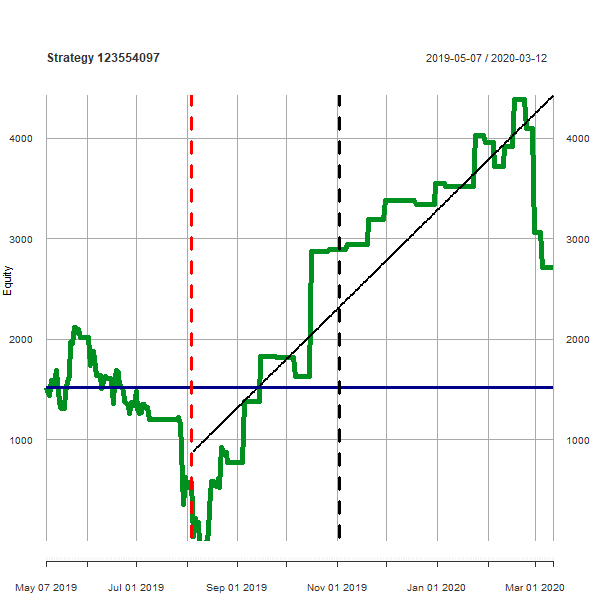 Strategy 123554097
2019-05-07 / 2020-03-12
4000
4000
3000
3000
Equity
2000
2000
1000
1000
May 07 2019
Jul 01 2019
Sep 01 2019
Nov 01 2019
Jan 01 2020
Mar 01 2020